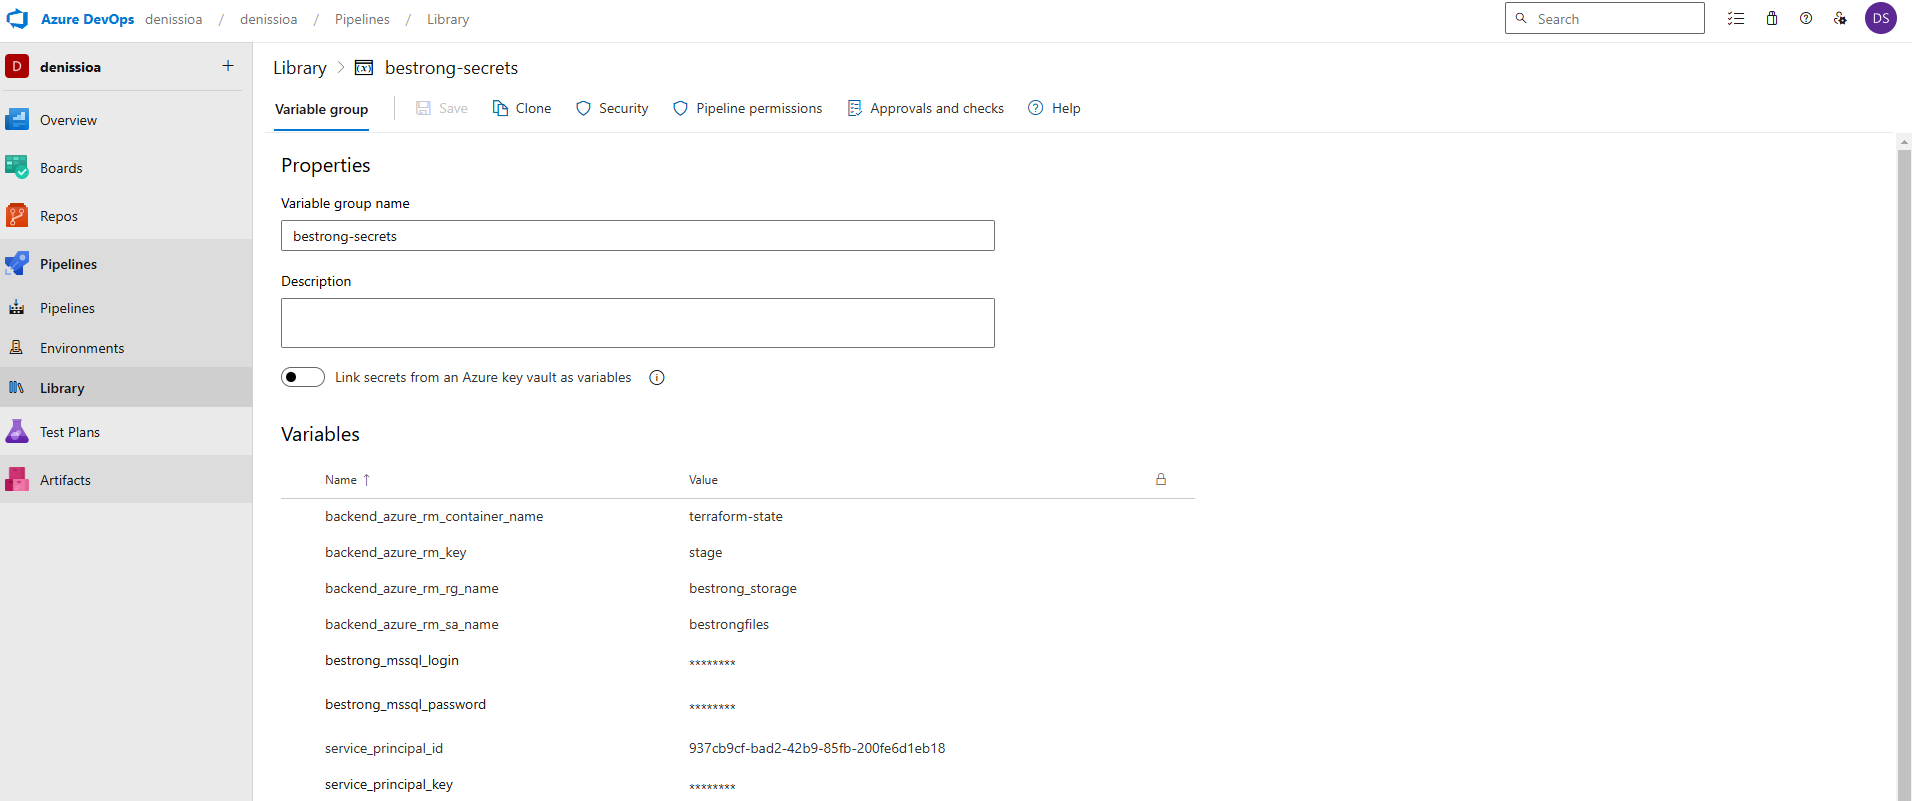 Azure DevOps denissioa / denissioa / Pipelines / Library
Search
DS
D denissioa +
Overview
Boards
Repos
Pipelines
Pipelines
Environments
Library
Test Plans
Artifacts
Library > (x) bestrong-secrets
Variable group Save Clone Security Pipeline permissions Approvals and checks ? Help
Properties
Variable group name
bestrong-secrets
Description
Link secrets from an Azure key vault as variables
Variables
Name ↑ Value
backend_azure_rm_container_name terraform-state
backend_azure_rm_key stage
backend_azure_rm_rg_name bestrong_storage
backend_azure_rm_sa_name bestrongfiles
bestrong_mssql_login ********
bestrong_mssql_password ********
service_principal_id 937cb9cf-bad2-42b9-85fb-200fe6d1eb18
service_principal_key ********